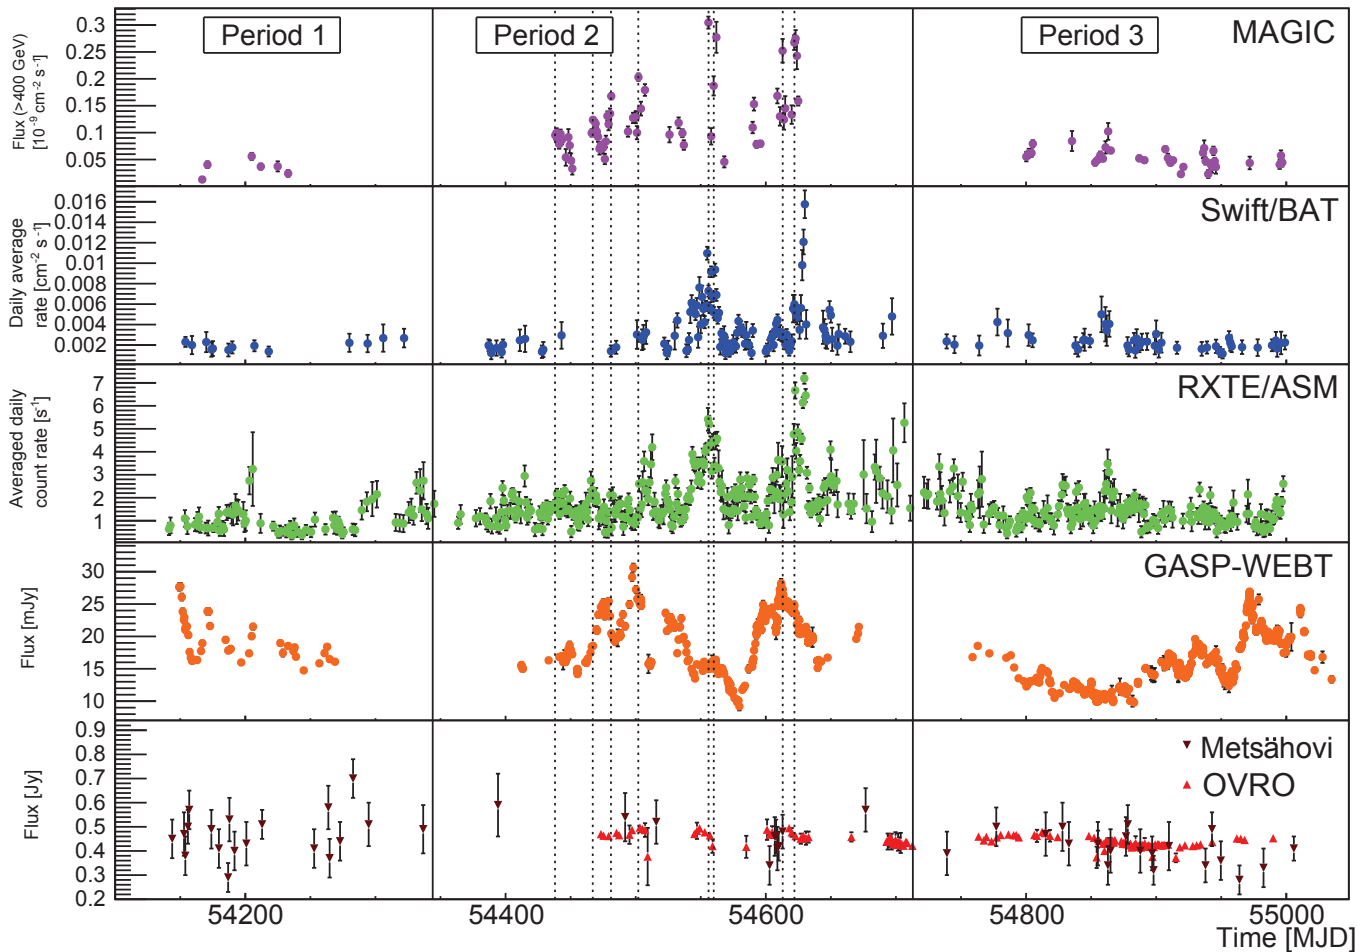 Period 1
Period 2
Period 3
MAGIC
Flux (>400 GeV)
[10⁻⁹ cm⁻² s⁻¹]
0.3
0.25
0.2
0.15
0.1
0.05
Swift/BAT
Daily average
rate [cm⁻² s⁻¹]
0.016
0.014
0.012
0.01
0.008
0.006
0.004
0.002
RXTE/ASM
Averaged daily
count rate [s⁻¹]
7
6
5
4
3
2
1
GASP-WEBT
Flux [mJy]
30
25
20
15
10
Metsähovi
OVRO
Flux [Jy]
0.9
0.8
0.7
0.6
0.5
0.4
0.3
0.2
54200
54400
54600
54800
55000
Time [MJD]